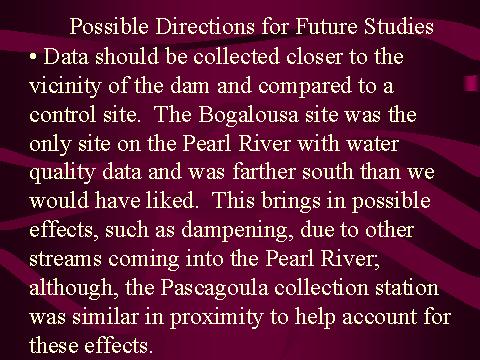 Possible Directions for Future Studies
• Data should be collected closer to the
vicinity of the dam and compared to a
control site. The Bogalousa site was the
only site on the Pearl River with water
quality data and was farther south than we
would have liked. This brings in possible
effects, such as dampening, due to other
streams coming into the Pearl River;
although, the Pascagoula collection station
was similar in proximity to help account for
these effects.